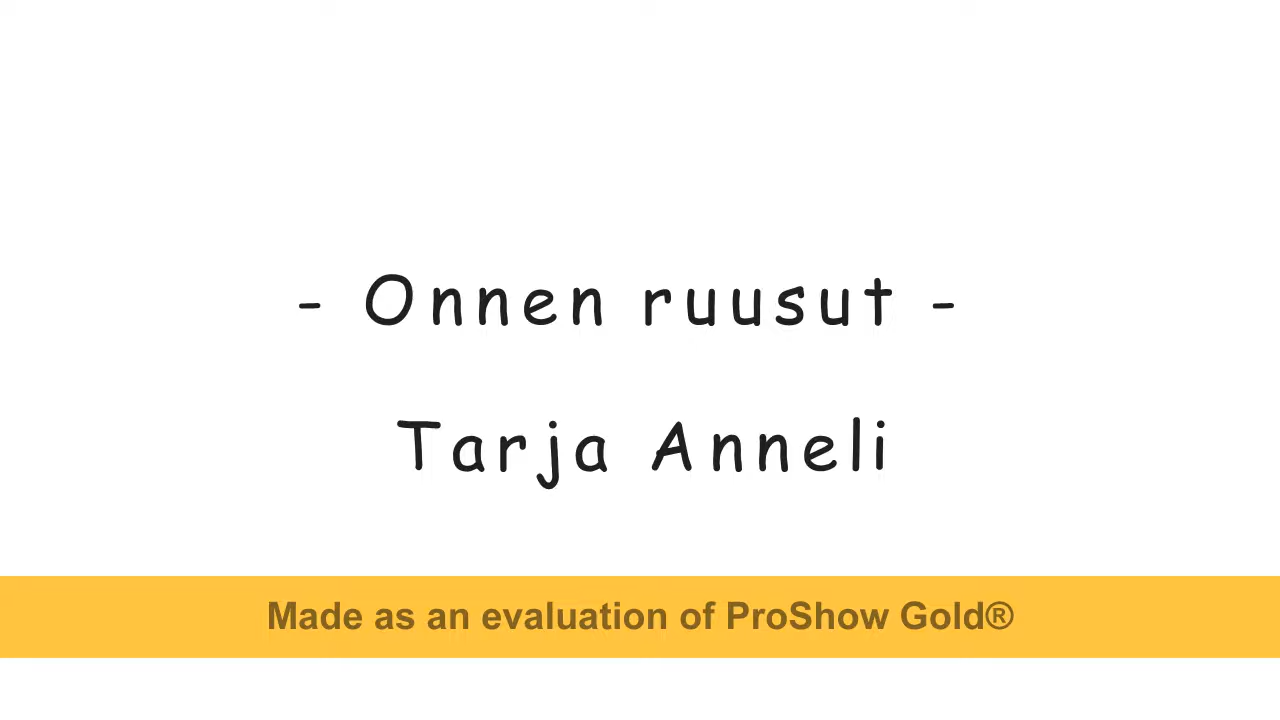 - Onnen ruusut -
Tarja Anneli
Made as an evaluation of ProShow Gold®